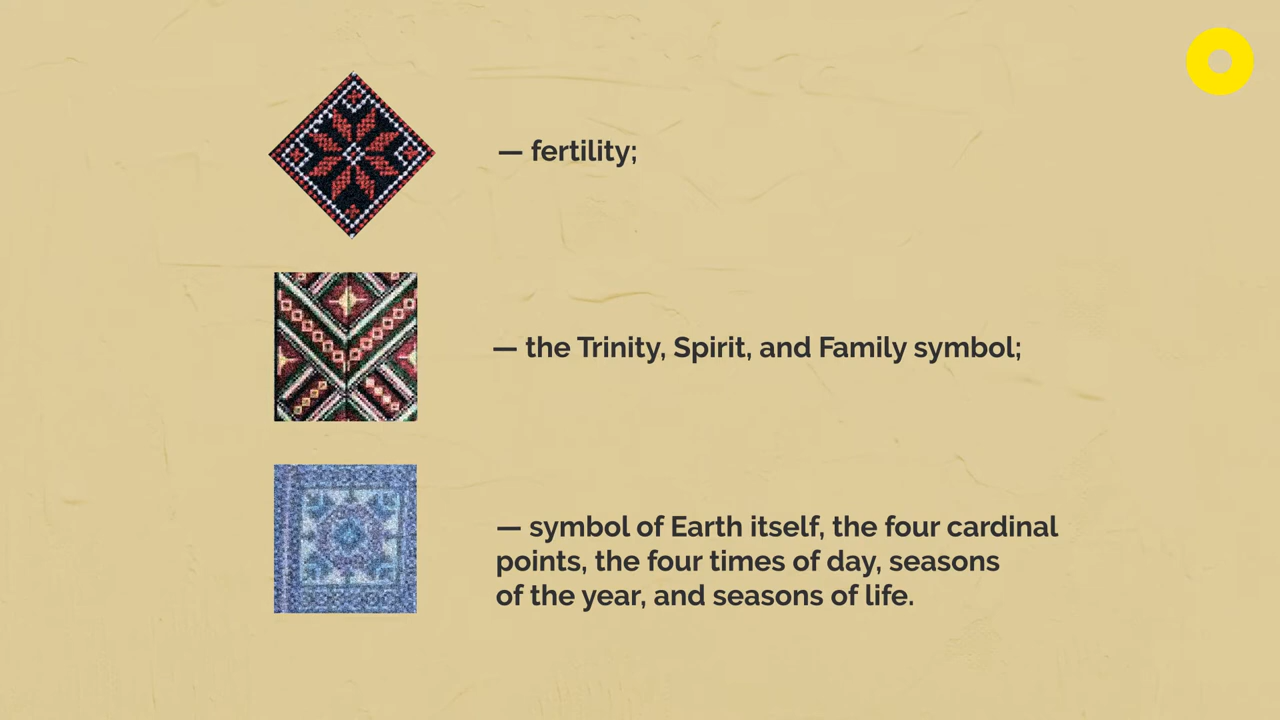 — fertility;
— the Trinity, Spirit, and Family symbol;
— symbol of Earth itself, the four cardinal
points, the four times of day, seasons
of the year, and seasons of life.